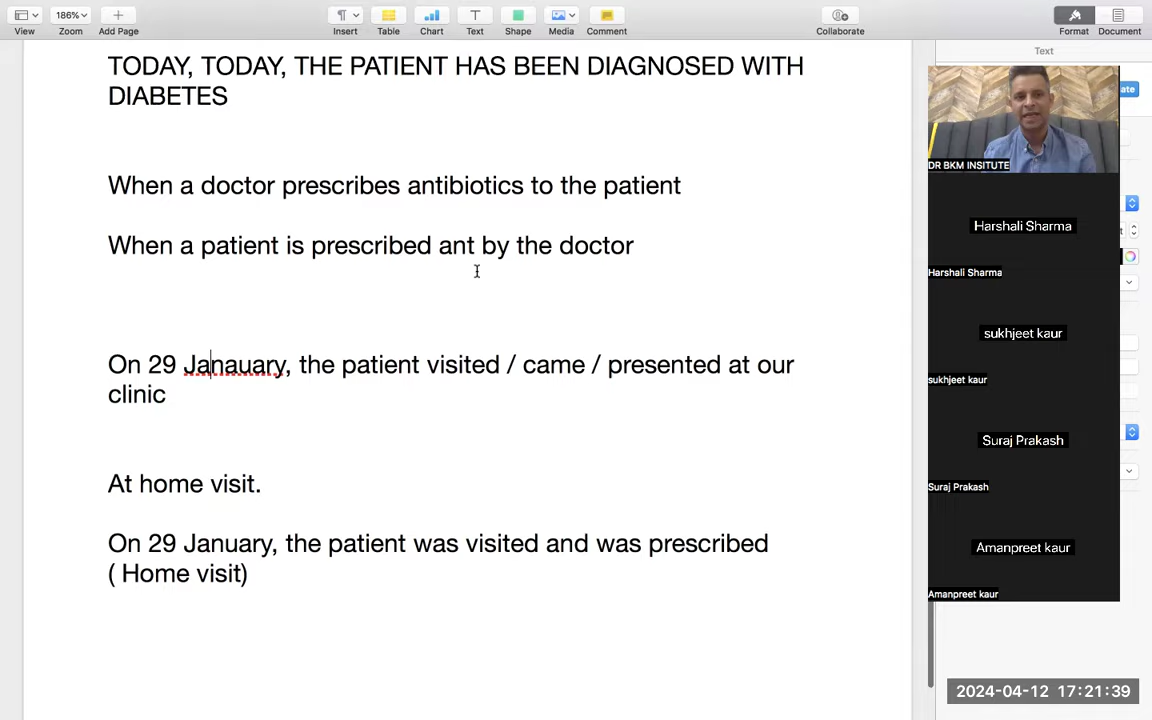 186%
View
Zoom
Add Page
Insert
Table
Chart
Text
Shape
Media
Comment
Collaborate
Format
Document
Text
TODAY, TODAY, THE PATIENT HAS BEEN DIAGNOSED WITH
DIABETES
When a doctor prescribes antibiotics to the patient
When a patient is prescribed ant by the doctor
On 29 Janauary, the patient visited / came / presented at our
clinic
At home visit.
On 29 January, the patient was visited and was prescribed
( Home visit)
ate
DR BKM INSITUTE
Harshali Sharma
Harshali Sharma
t
sukhjeet kaur
sukhjeet kaur
Suraj Prakash
Suraj Prakash
Amanpreet kaur
Amanpreet kaur
2024-04-12 17:21:39